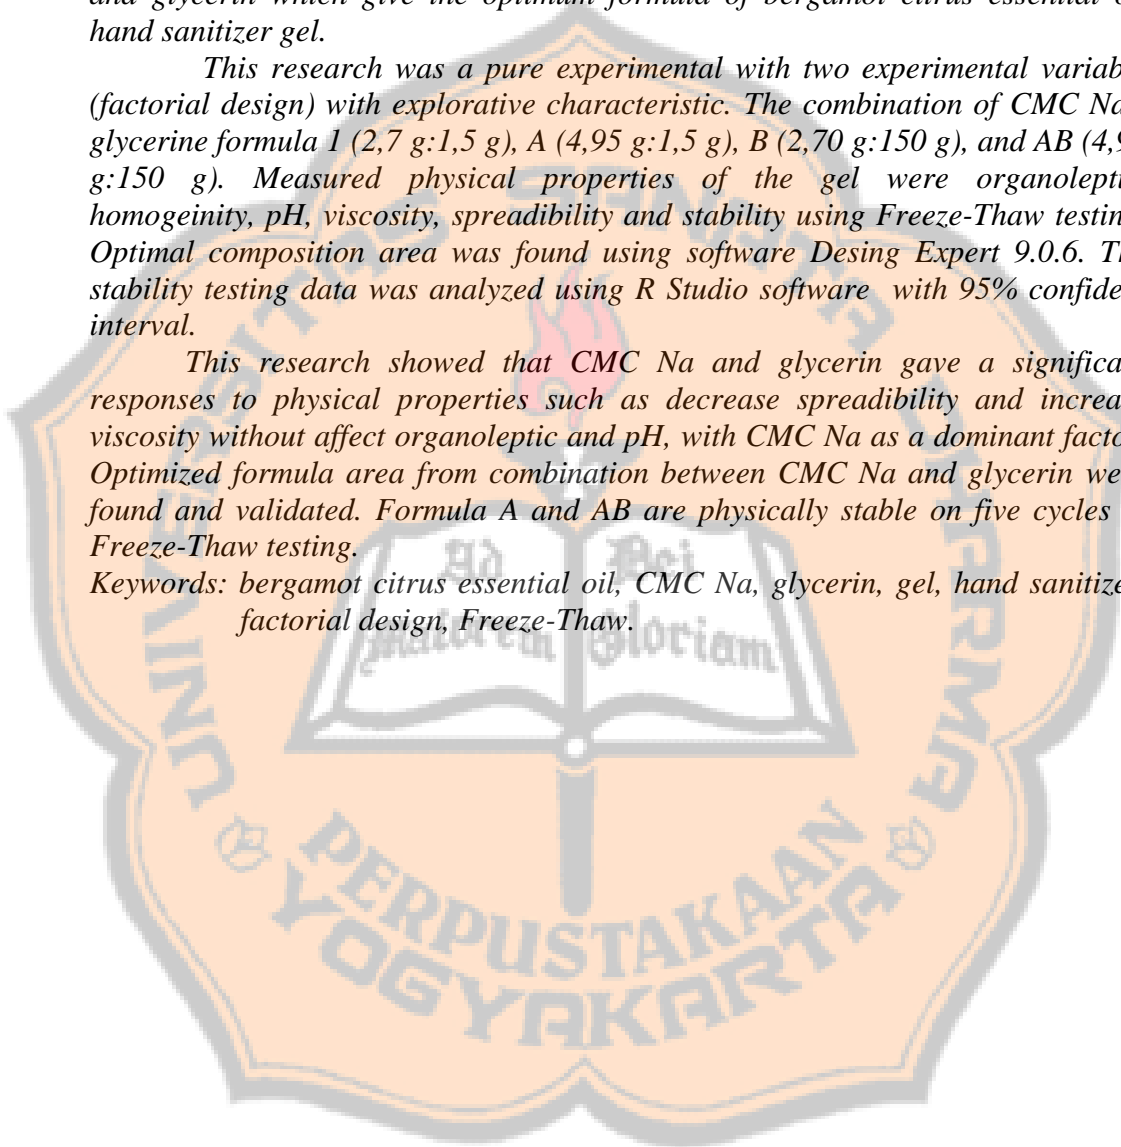 and glycerin which give the optimum formula of bergamot citrus essential o
hand sanitizer gel.
This research was a pure experimental with two experimental variab
(factorial design) with explorative characteristic. The combination of CMC Na
glycerine formula 1 (2,7 g:1,5 g), A (4,95 g:1,5 g), B (2,70 g:150 g), and AB (4,9
g:150 g). Measured physical properties of the gel were organolept
homogeinity, pH, viscosity, spreadibility and stability using Freeze-Thaw testin
Optimal composition area was found using software Desing Expert 9.0.6. Th
stability testing data was analyzed using R Studio software with 95% confide
interval.
This research showed that CMC Na and glycerin gave a significa
responses to physical properties such as decrease spreadibility and increa
viscosity without affect organoleptic and pH, with CMC Na as a dominant facto
Optimized formula area from combination between CMC Na and glycerin we
found and validated. Formula A and AB are physically stable on five cycles
Freeze-Thaw testing.
Keywords: bergamot citrus essential oil, CMC Na, glycerin, gel, hand sanitize
factorial design, Freeze-Thaw.
UNIVERSITAS SANATA DHARMA
Ad Dei
Maiorem Gloriam
PERPUSTAKAAN
YOGYAKARTA